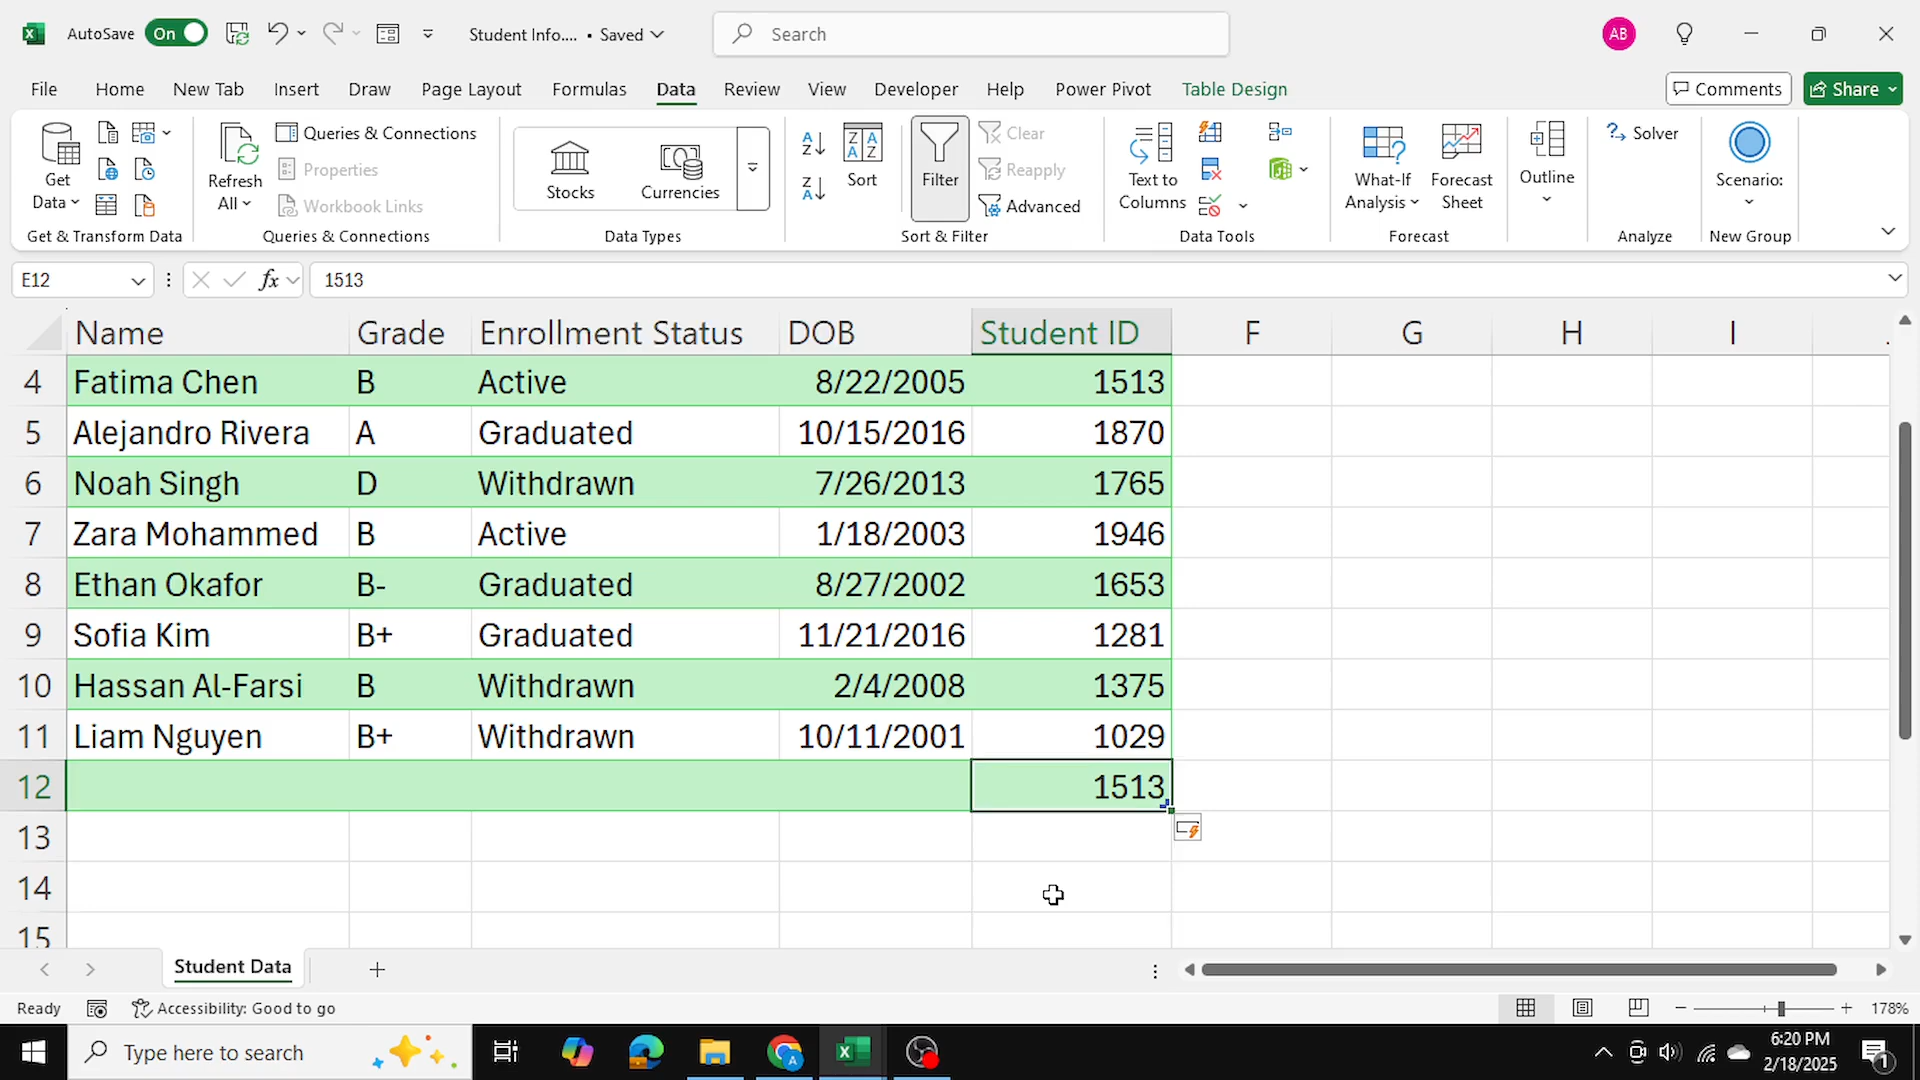 AutoSave On Student Info.... • Saved Search AB
File Home New Tab Insert Draw Page Layout Formulas Data Review View Developer Help Power Pivot Table Design Comments Share
Get Data
Get & Transform Data
Refresh All
Queries & Connections
Properties
Workbook Links
Queries & Connections
Stocks Currencies
Data Types
Sort
Filter
Clear
Reapply
Advanced
Sort & Filter
Text to Columns
Data Tools
What-If Analysis
Forecast Sheet
Forecast
Outline
Solver
Analyze
Scenario:
New Group
E12 fx 1513
Name Grade Enrollment Status DOB Student ID F G H I
4 Fatima Chen B Active 8/22/2005 1513
5 Alejandro Rivera A Graduated 10/15/2016 1870
6 Noah Singh D Withdrawn 7/26/2013 1765
7 Zara Mohammed B Active 1/18/2003 1946
8 Ethan Okafor B- Graduated 8/27/2002 1653
9 Sofia Kim B+ Graduated 11/21/2016 1281
10 Hassan Al-Farsi B Withdrawn 2/4/2008 1375
11 Liam Nguyen B+ Withdrawn 10/11/2001 1029
12 1513
13
14
15
Student Data
Ready Accessibility: Good to go 178%
Type here to search 6:20 PM
2/18/2025 1